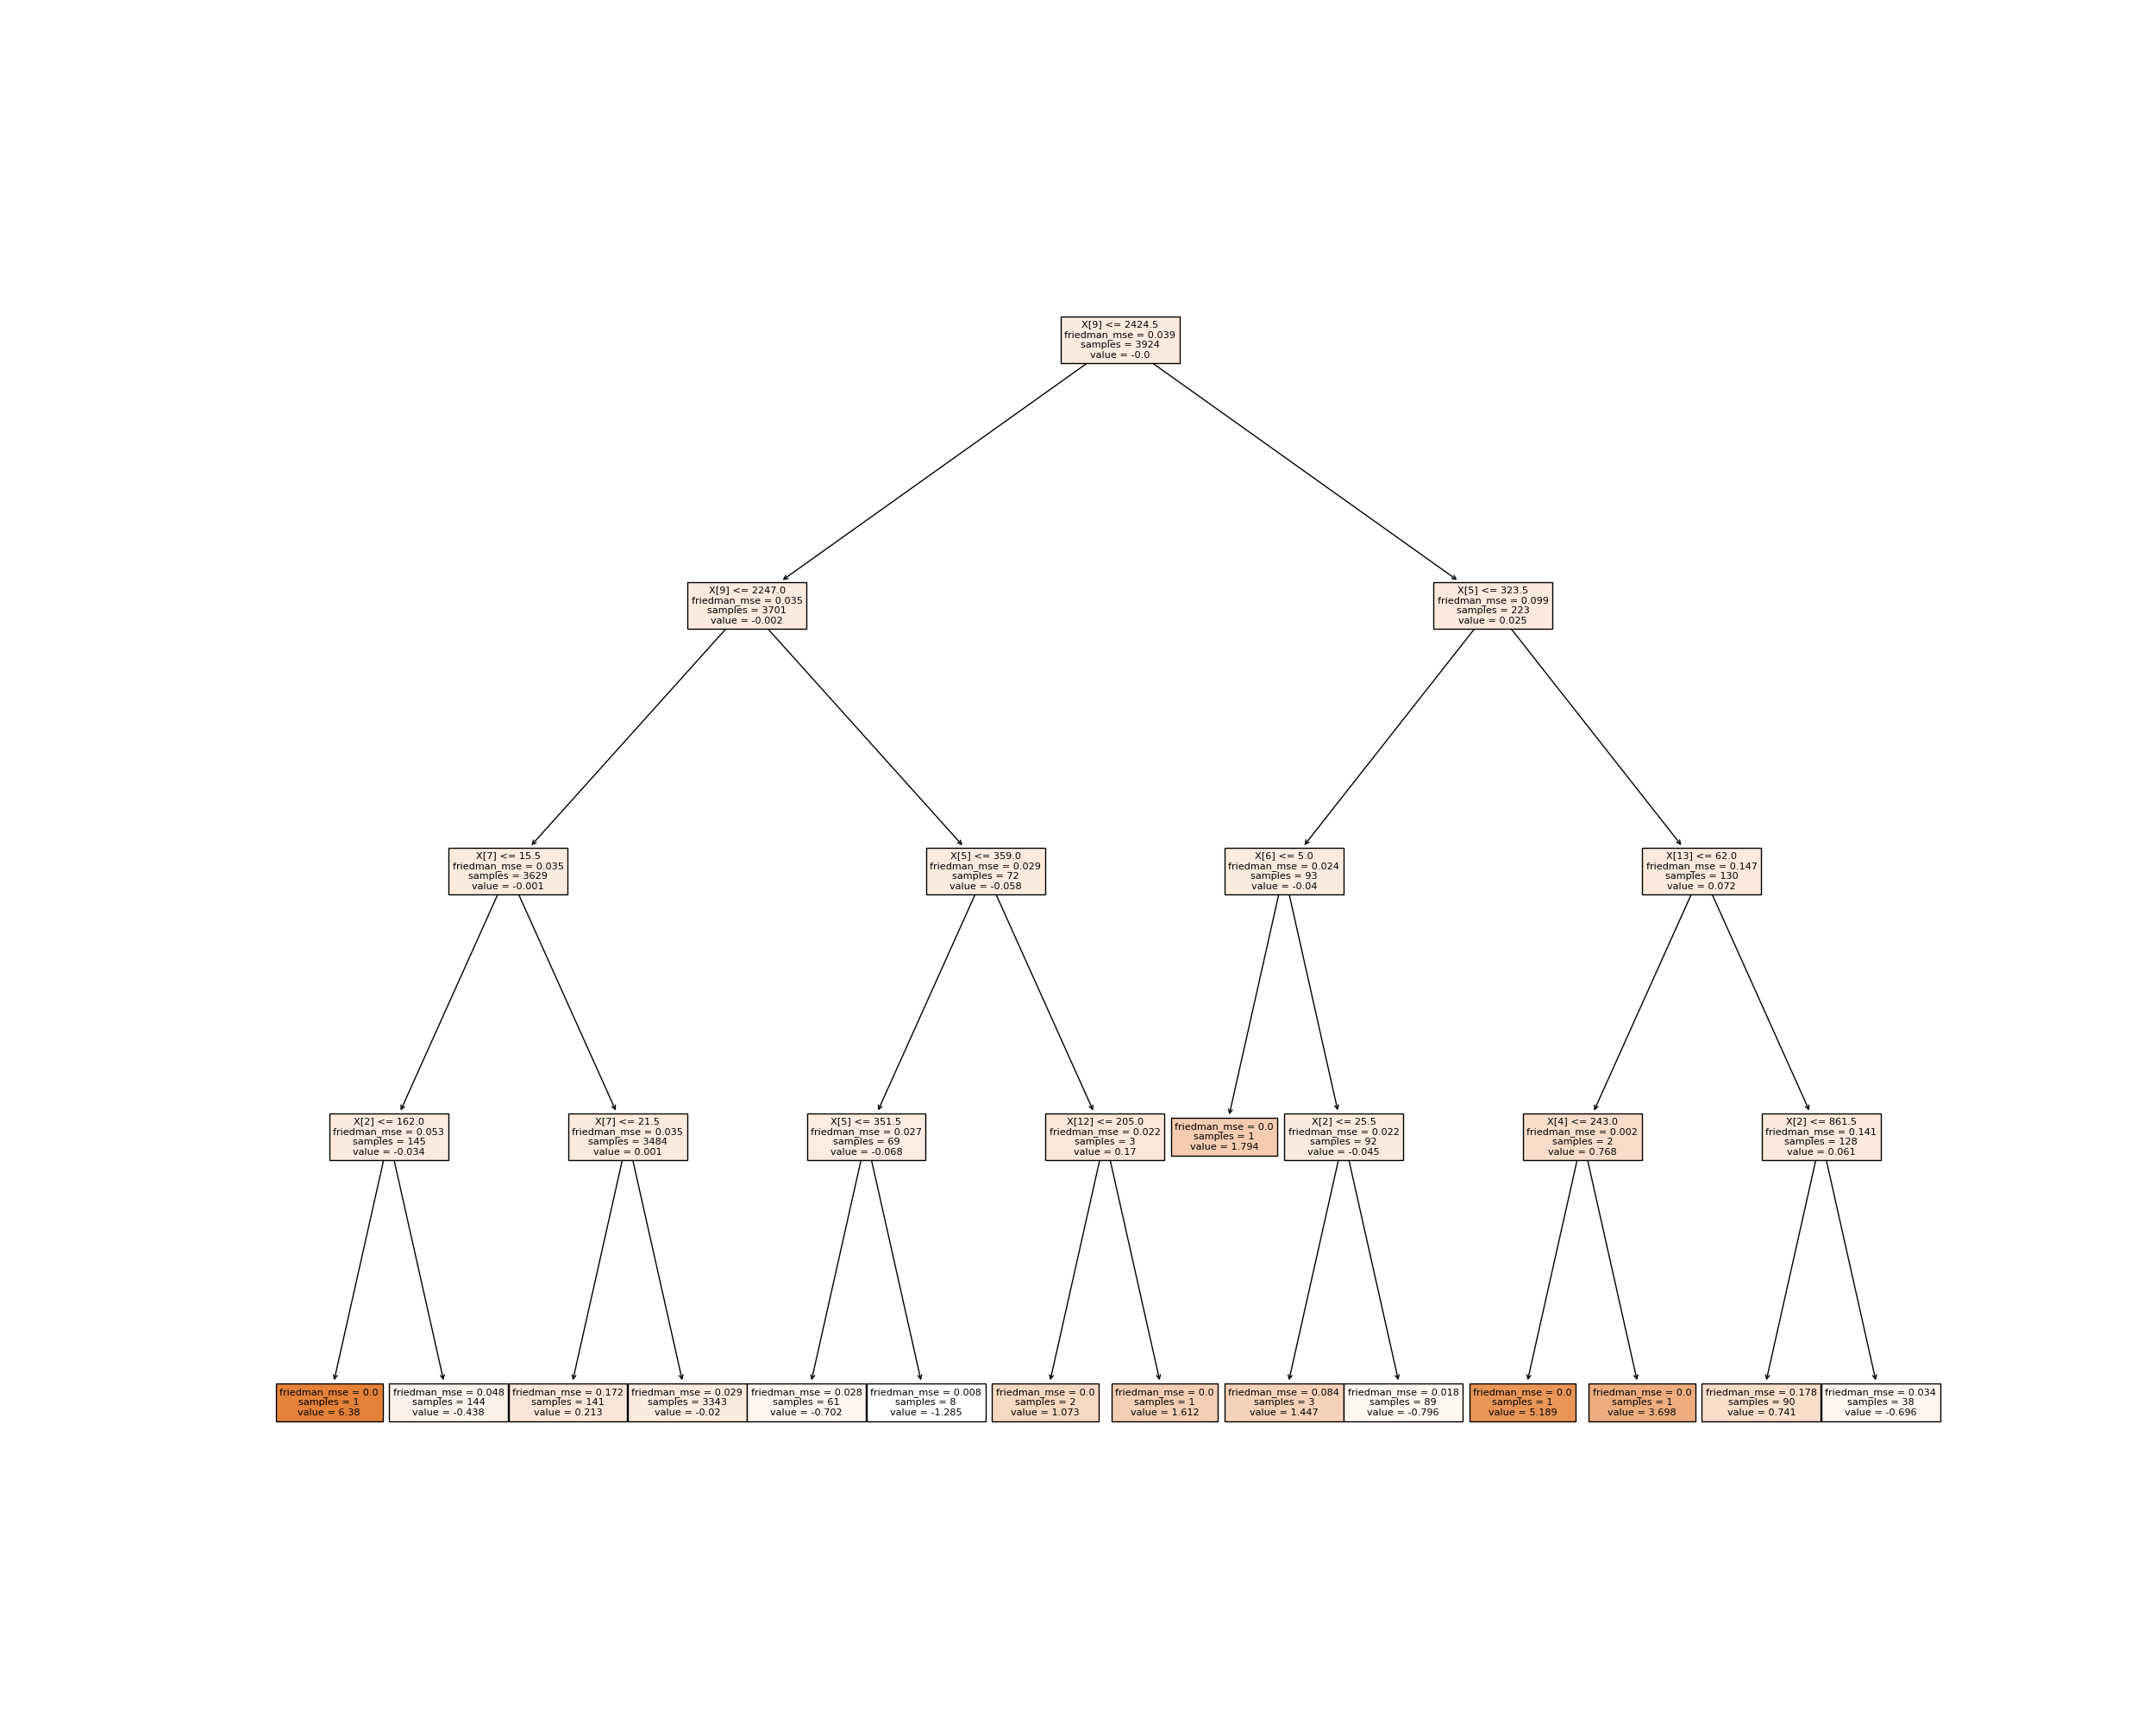 X[9] <= 2424.5
friedman_mse = 0.039
samples = 3924
value = -0.0
X[9] <= 2247.0
friedman_mse = 0.035
samples = 3701
value = -0.002
X[5] <= 323.5
friedman_mse = 0.099
samples = 223
value = 0.025
X[7] <= 15.5
friedman_mse = 0.035
samples = 3629
value = -0.001
X[5] <= 359.0
friedman_mse = 0.029
samples = 72
value = -0.058
X[6] <= 5.0
friedman_mse = 0.024
samples = 93
value = -0.04
X[13] <= 62.0
friedman_mse = 0.147
samples = 130
value = 0.072
X[2] <= 162.0
friedman_mse = 0.053
samples = 145
value = -0.034
X[7] <= 21.5
friedman_mse = 0.035
samples = 3484
value = 0.001
X[5] <= 351.5
friedman_mse = 0.027
samples = 69
value = -0.068
X[12] <= 205.0
friedman_mse = 0.022
samples = 3
value = 0.17
friedman_mse = 0.0
samples = 1
value = 1.794
X[2] <= 25.5
friedman_mse = 0.022
samples = 92
value = -0.045
X[4] <= 243.0
friedman_mse = 0.002
samples = 2
value = 0.768
X[2] <= 861.5
friedman_mse = 0.141
samples = 128
value = 0.061
friedman_mse = 0.0
samples = 1
value = 6.38
friedman_mse = 0.048
samples = 144
value = -0.438
friedman_mse = 0.172
samples = 141
value = 0.213
friedman_mse = 0.029
samples = 3343
value = -0.02
friedman_mse = 0.028
samples = 61
value = -0.702
friedman_mse = 0.008
samples = 8
value = -1.285
friedman_mse = 0.0
samples = 2
value = 1.073
friedman_mse = 0.0
samples = 1
value = 1.612
friedman_mse = 0.084
samples = 3
value = 1.447
friedman_mse = 0.018
samples = 89
value = -0.796
friedman_mse = 0.0
samples = 1
value = 5.189
friedman_mse = 0.0
samples = 1
value = 3.698
friedman_mse = 0.178
samples = 90
value = 0.741
friedman_mse = 0.034
samples = 38
value = -0.696